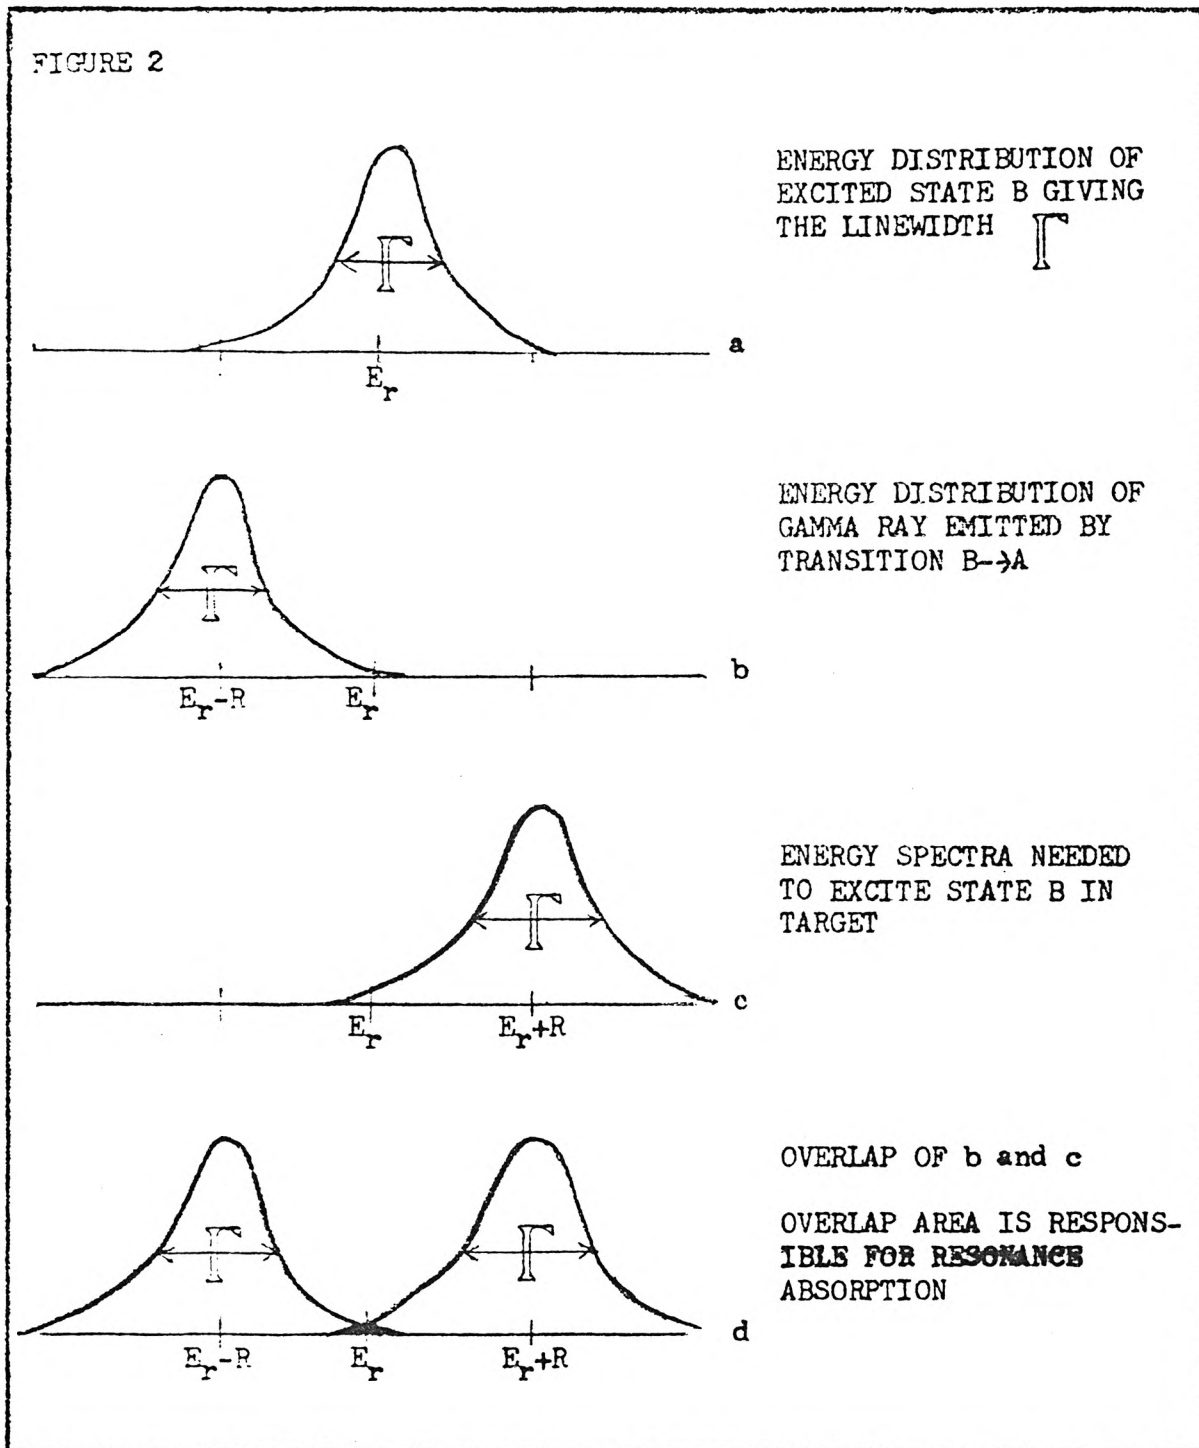 FIGURE 2
ENERGY DISTRIBUTION OF
EXCITED STATE B GIVING
THE LINEWIDTH Γ
Γ
a
E_r
ENERGY DISTRIBUTION OF
GAMMA RAY EMITTED BY
TRANSITION B→A
Γ
b
E_r-R E_r
ENERGY SPECTRA NEEDED
TO EXCITE STATE B IN
TARGET
Γ
c
E_r E_r+R
OVERLAP OF b and c
OVERLAP AREA IS RESPONS-
IBLE FOR RESONANCE
ABSORPTION
Γ Γ
d
E_r-R E_r E_r+R